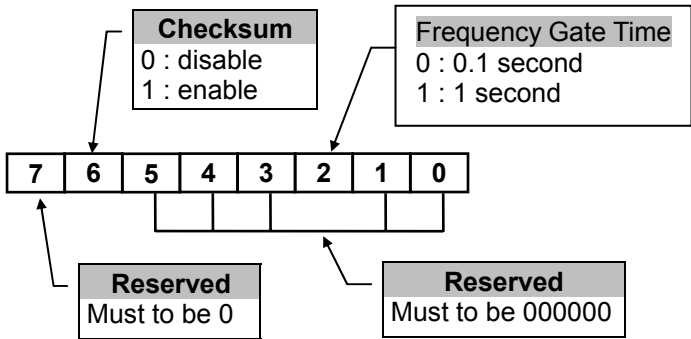 Checksum
0 : disable
1 : enable
Frequency Gate Time
0 : 0.1 second
1 : 1 second
7 6 5 4 3 2 1 0
Reserved
Must to be 0
Reserved
Must to be 000000